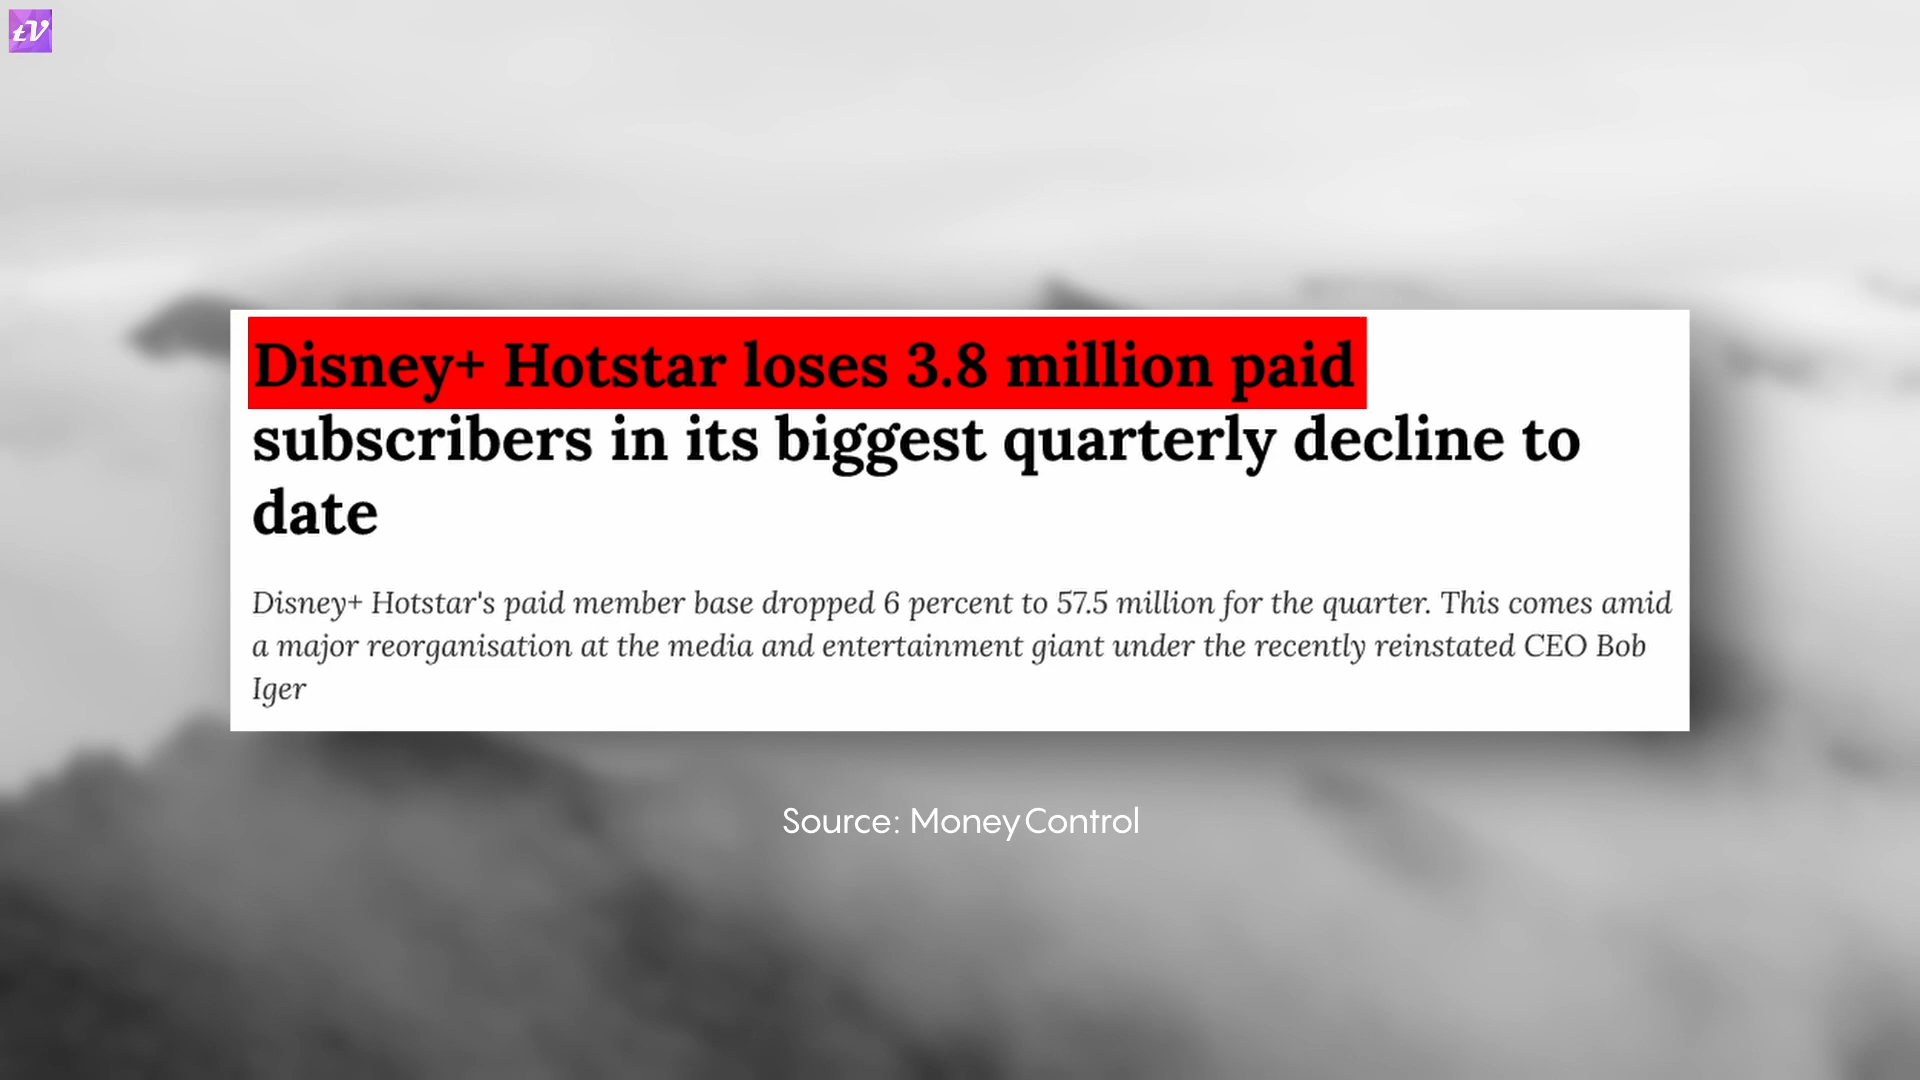 tV
Disney+ Hotstar loses 3.8 million paid
subscribers in its biggest quarterly decline to
date
Disney+ Hotstar's paid member base dropped 6 percent to 57.5 million for the quarter. This comes amid
a major reorganisation at the media and entertainment giant under the recently reinstated CEO Bob
Iger
Source: MoneyControl